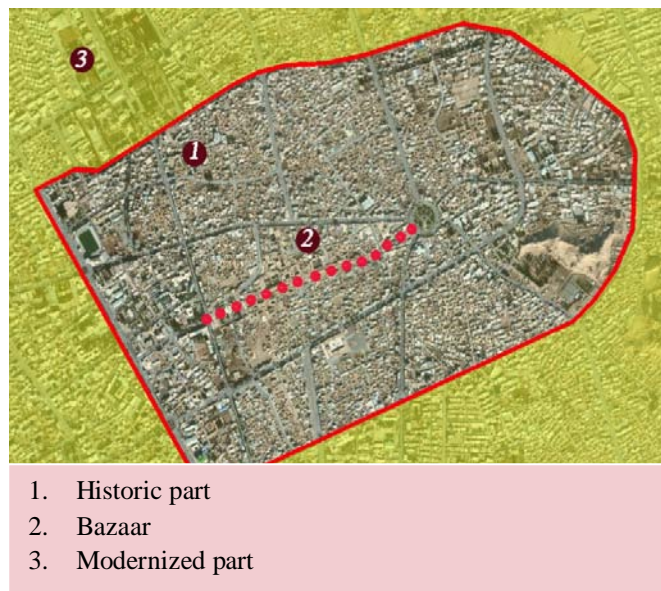 3
1
2
1. Historic part
2. Bazaar
3. Modernized part